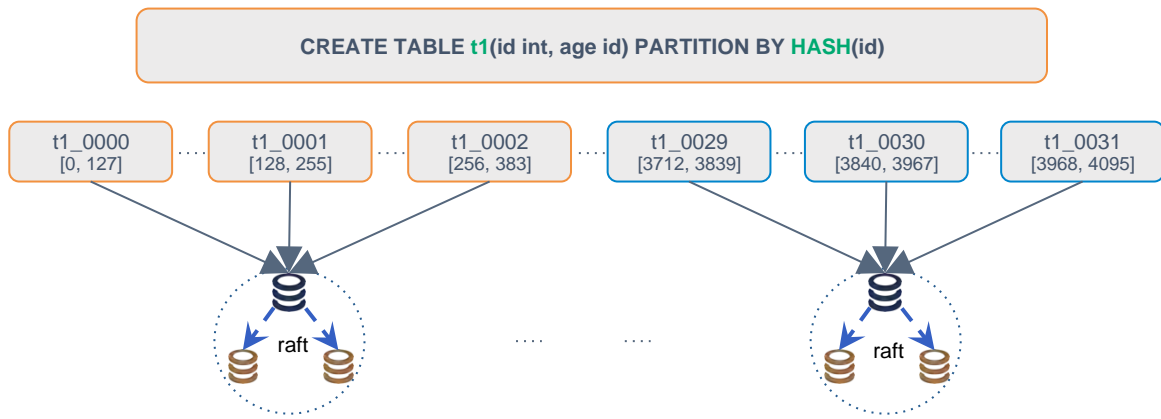 CREATE TABLE t1(id int, age id) PARTITION BY HASH(id)
t1_0000
[0, 127]
t1_0001
[128, 255]
t1_0002
[256, 383]
t1_0029
[3712, 3839]
t1_0030
[3840, 3967]
t1_0031
[3968, 4095]
raft
raft